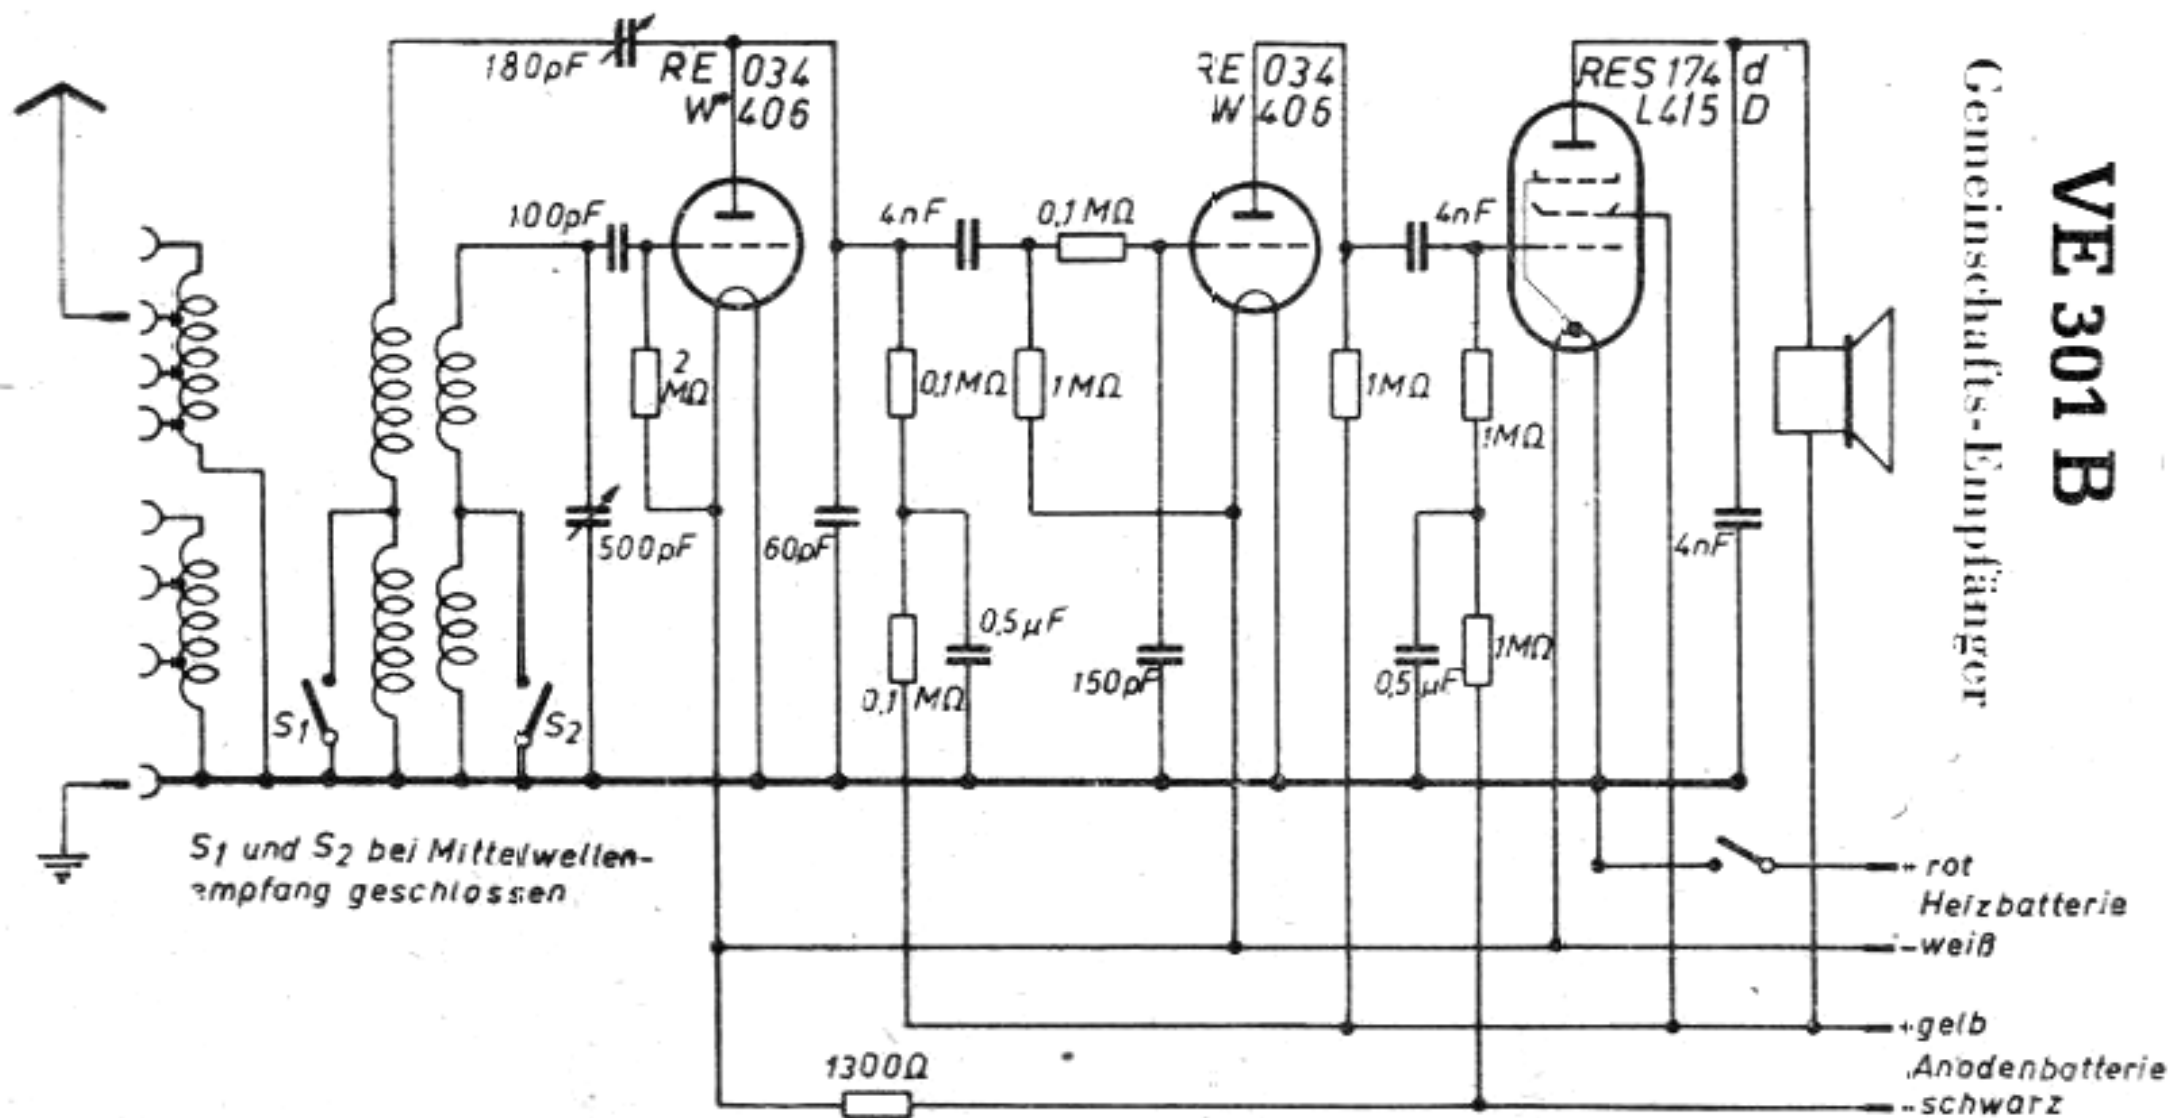 180pF
RE 034
W 406
RE 034
W 406
RES 174 d
L415 D
100pF
4nF
0,1MΩ
4nF
2
MΩ
0,1MΩ
1MΩ
1MΩ
1MΩ
500pF
60pF
4nF
0,5µF
0,1 MΩ
150pF
0,5µF
1MΩ
S1
S2
S1 und S2 bei Mittelwellen-
empfang geschlossen
+ rot
Heizbatterie
- weiß
+ gelb
Anodenbatterie
- schwarz
1300Ω
VE 301 B
Gemeinschafts-Empfänger